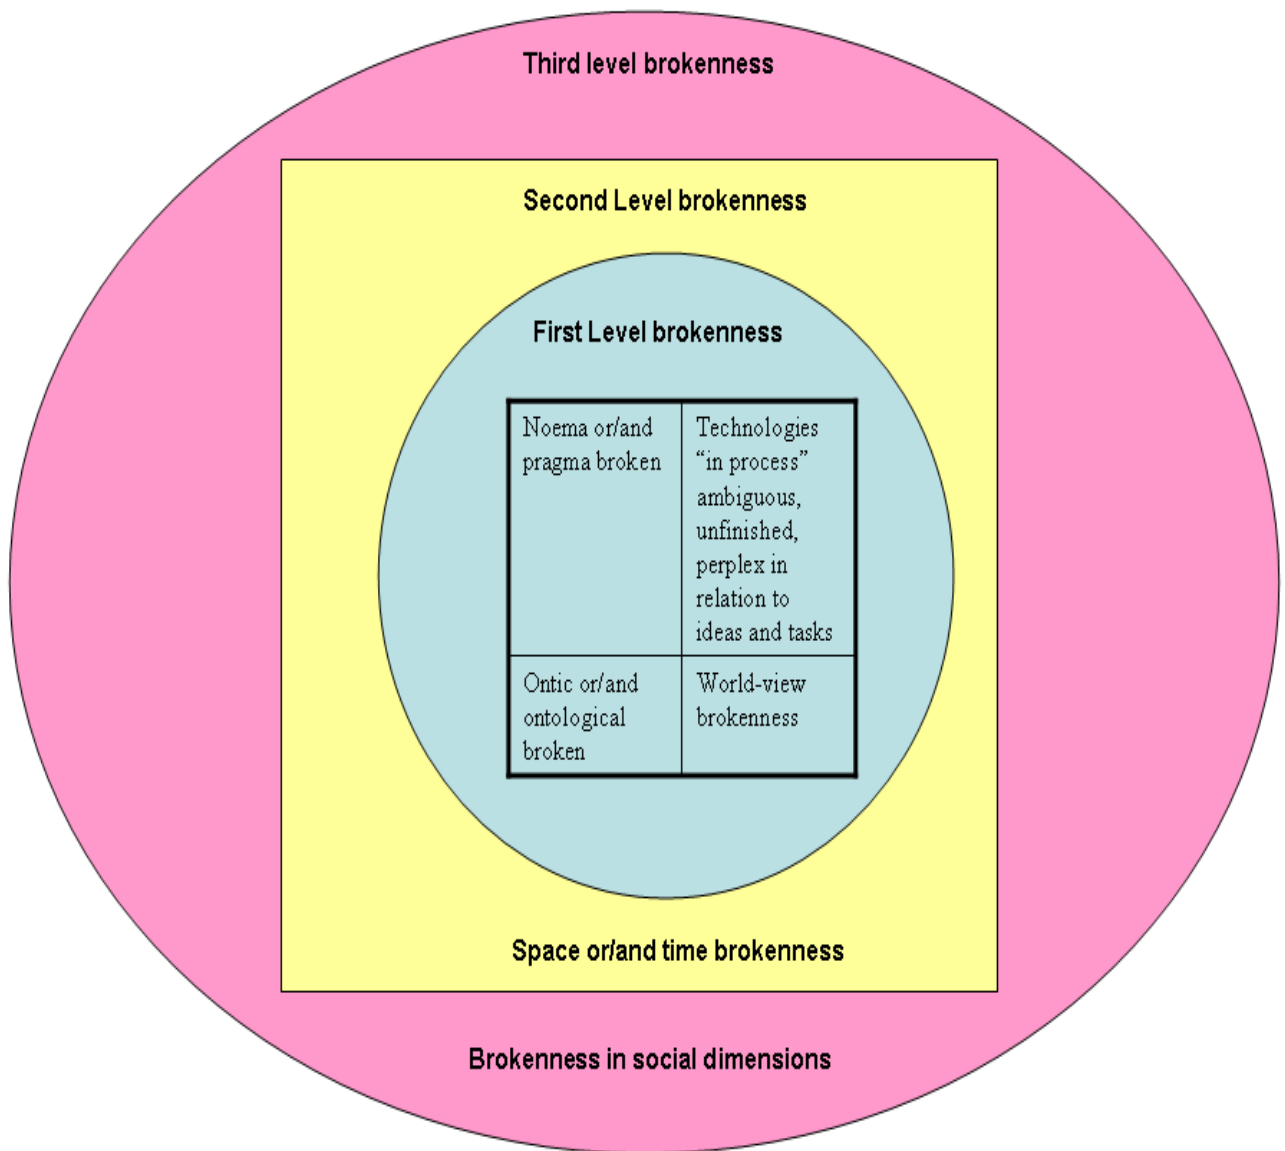 Third level brokenness
Second Level brokenness
First Level brokenness
Noema or/and
pragma broken
Technologies
“in process”
ambiguous,
unfinished,
perplex in
relation to
ideas and tasks
Ontic or/and
ontological
broken
World-view
brokenness
Space or/and time brokenness
Brokenness in social dimensions